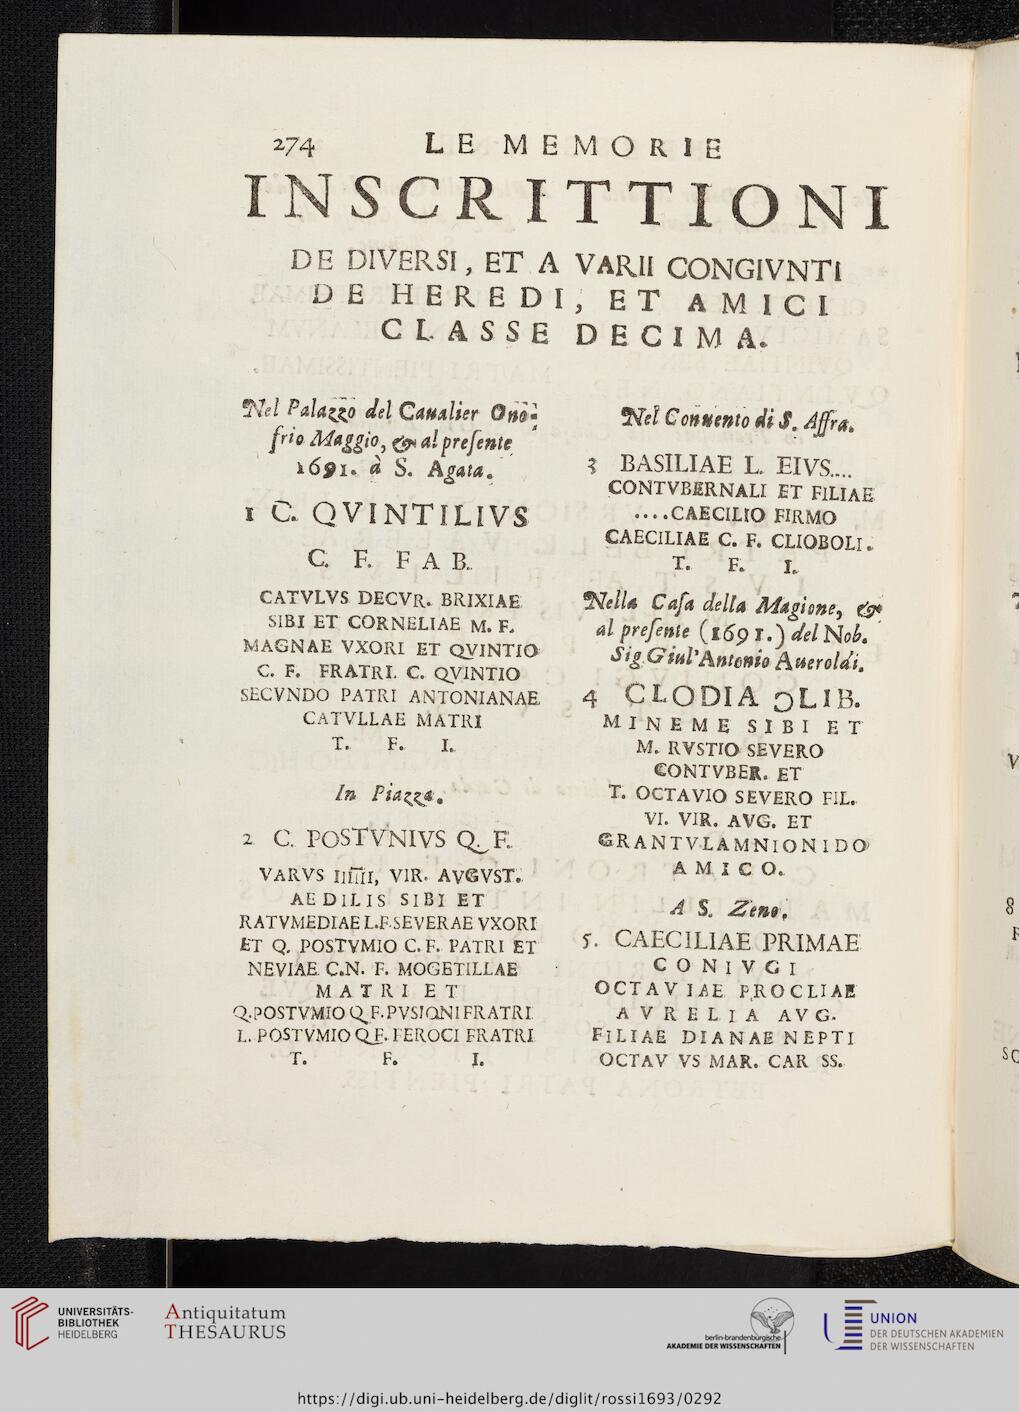 274 LE MEMORIE
INSCRITTIONI
DE DIVERSI, ET A VARII CONGIVNTI
DE HEREDI, ET AMICI
CLASSE DECIMA.
Nel Palazzo del Caualier Ono-
frio Maggio, & al preſente
1691. à S. Agata.
1 C. QVINTILIVS
C. F. FAB.
CATVLVS DECVR. BRIXIAE
SIBI ET CORNELIAE M. F.
MAGNAE VXORI ET QVINTIO
C. F. FRATRI. C. QVINTIO
SECVNDO PATRI ANTONIANAE
CATVLLAE MATRI
T. F. I.
In Piazza.
2 C. POSTVNIVS Q. F.
VARVS IIIIII, VIR. AVGVST.
AEDILIS SIBI ET
RATVMEDIAE L.F. SEVERAE VXORI
ET Q. POSTVMIO C. F. PATRI ET
NEVIAE C.N. F. MOGETILLAE
MATRI ET
Q. POSTVMIO Q F. PVSIONI FRATRI
L. POSTVMIO Q F. FEROCI FRATRI
T. F. I.
Nel Conuento di S. Affra.
3 BASILIAE L. EIVS....
CONTVBERNALI ET FILIAE
....CAECILIO FIRMO
CAECILIAE C. F. CLIOBOLI.
T. F. I.
Nella Caſa della Magione, &
al preſente (1691.) del Nob.
Sig. Giul'Antonio Aueroldi.
4 CLODIA ƆLIB.
MINEME SIBI ET
M. RVSTIO SEVERO
CONTVBER. ET
T. OCTAVIO SEVERO FIL.
VI. VIR. AVG. ET
GRANTVLAMNIONIDO
AMICO.
A S. Zeno.
5. CAECILIAE PRIMAE
CONIVGI
OCTAVIAE PROCLIAE
AVRELIA AVG.
FILIAE DIANAE NEPTI
OCTAV VS MAR. CAR SS.
UNIVERSITÄTS-
BIBLIOTHEK
HEIDELBERG
Antiquitatum
THESAURUS
berlin-brandenburgische
AKADEMIE DER WISSENSCHAFTEN
UNION
DER DEUTSCHEN AKADEMIEN
DER WISSENSCHAFTEN
https://digi.ub.uni-heidelberg.de/diglit/rossi1693/0292